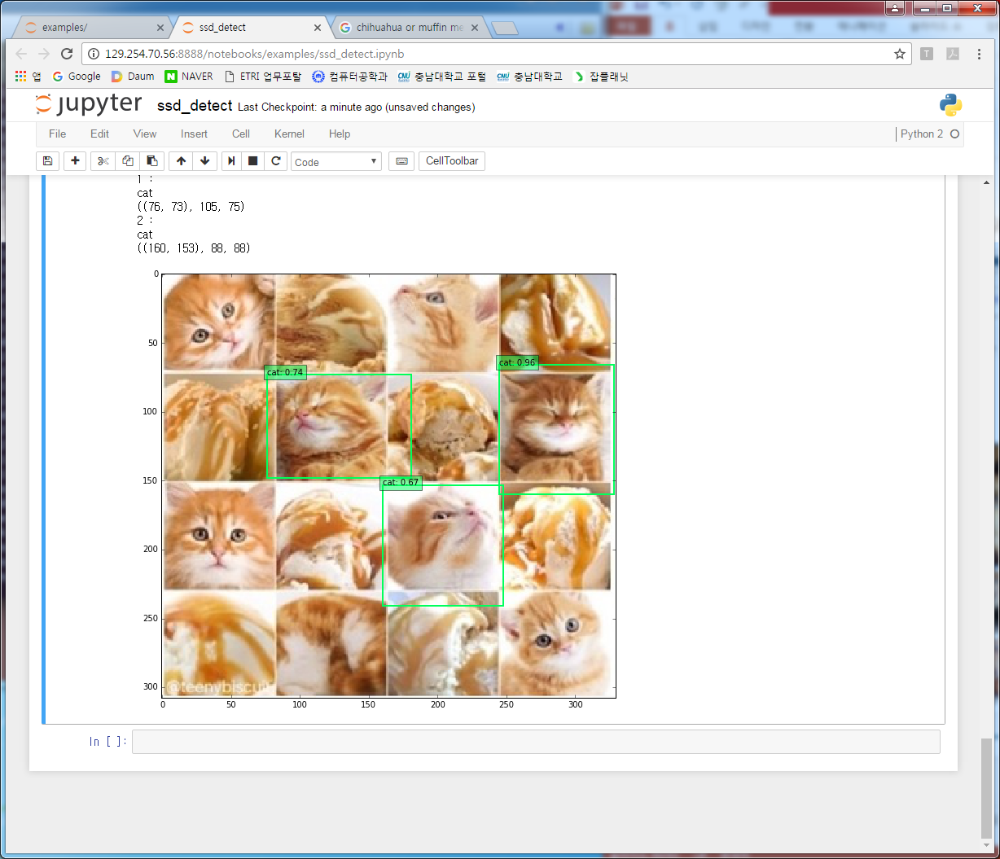 examples/
ssd_detect
chihuahua or muffin me
129.254.70.56:8888/notebooks/examples/ssd_detect.ipynb
앱 Google Daum NAVER ETRI 업무포탈 컴퓨터공학과 충남대학교 포털 충남대학교 잡플래닛
jupyter ssd_detect Last Checkpoint: a minute ago (unsaved changes)
File Edit View Insert Cell Kernel Help Python 2
Code CellToolbar
1 :
cat
((76, 73), 105, 75)
2 :
cat
((160, 153), 88, 88)
0
50
100
150
200
250
300
cat: 0.96
cat: 0.74
cat: 0.67
@teenybiscuit
0 50 100 150 200 250 300
In [ ]: